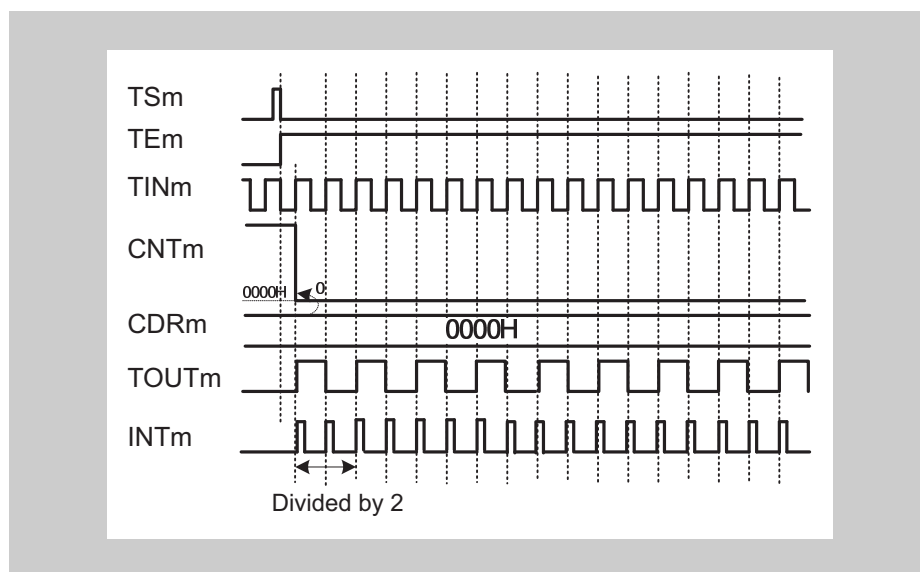 TSm
TEm
TINm
CNTm
0000H 0
CDRm 0000H
TOUTm
INTm
Divided by 2